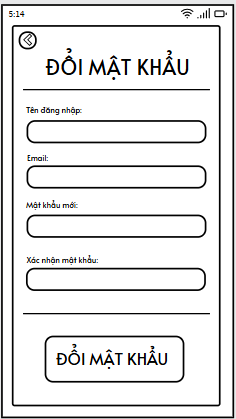 5:14
ĐỔI MẬT KHẨU
Tên đăng nhập:
Email:
Mật khẩu mới:
Xác nhận mật khẩu:
ĐỔI MẬT KHẨU